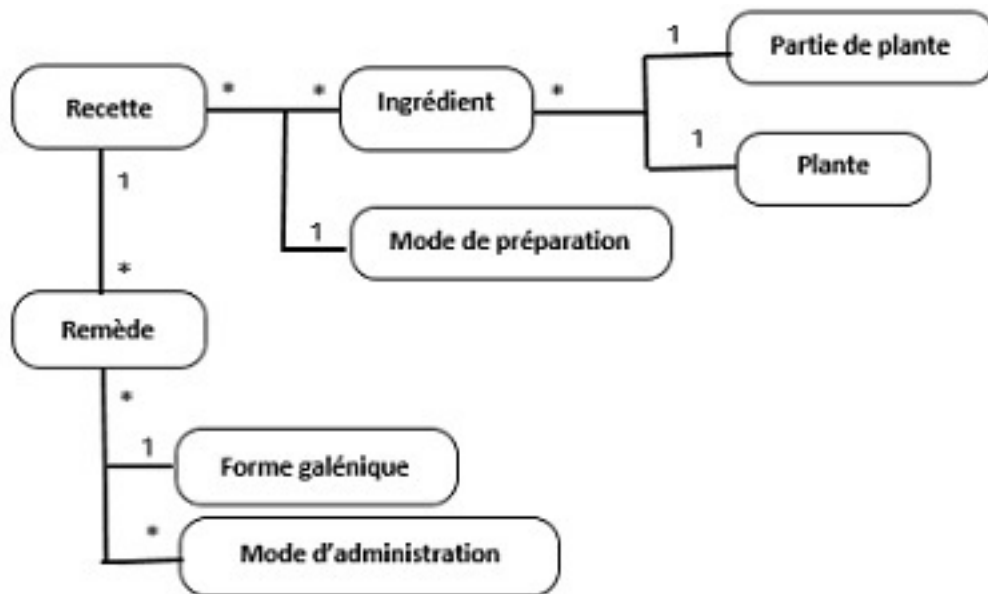 Partie de plante
1
Recette
*
*
Ingrédient
*
1
Plante
1
1
Mode de préparation
*
Remède
*
1
Forme galénique
*
Mode d'administration